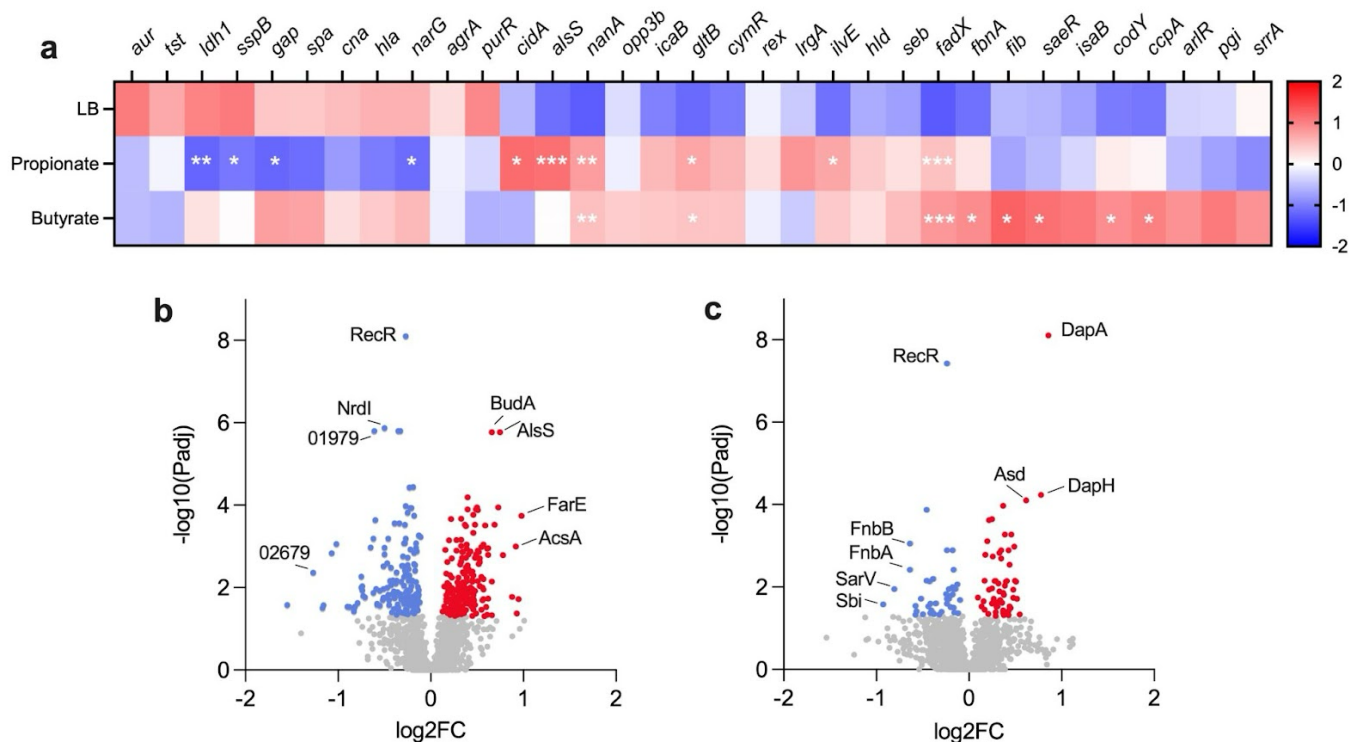 a
aur tst ldh1 sspB gap spa cna hla narG agrA purR cidA alsS nanA opp3b icaB gltB cymR rex lrgA ilvE hld seb fadX fbnA fib saeR isaB codY ccpA arlR pgi srrA
LB
Propionate ** * * * * *** ** * * ***
Butyrate ** * *** * * * * *
2
1
0
-1
-2
b
8
6
4
2
0
-log10(Padj)
RecR
NrdI
01979
02679
BudA
AlsS
FarE
AcsA
-2 -1 0 1 2
log2FC
c
8
6
4
2
0
-log10(Padj)
DapA
RecR
Asd
DapH
FnbB
FnbA
SarV
Sbi
-2 -1 0 1 2
log2FC